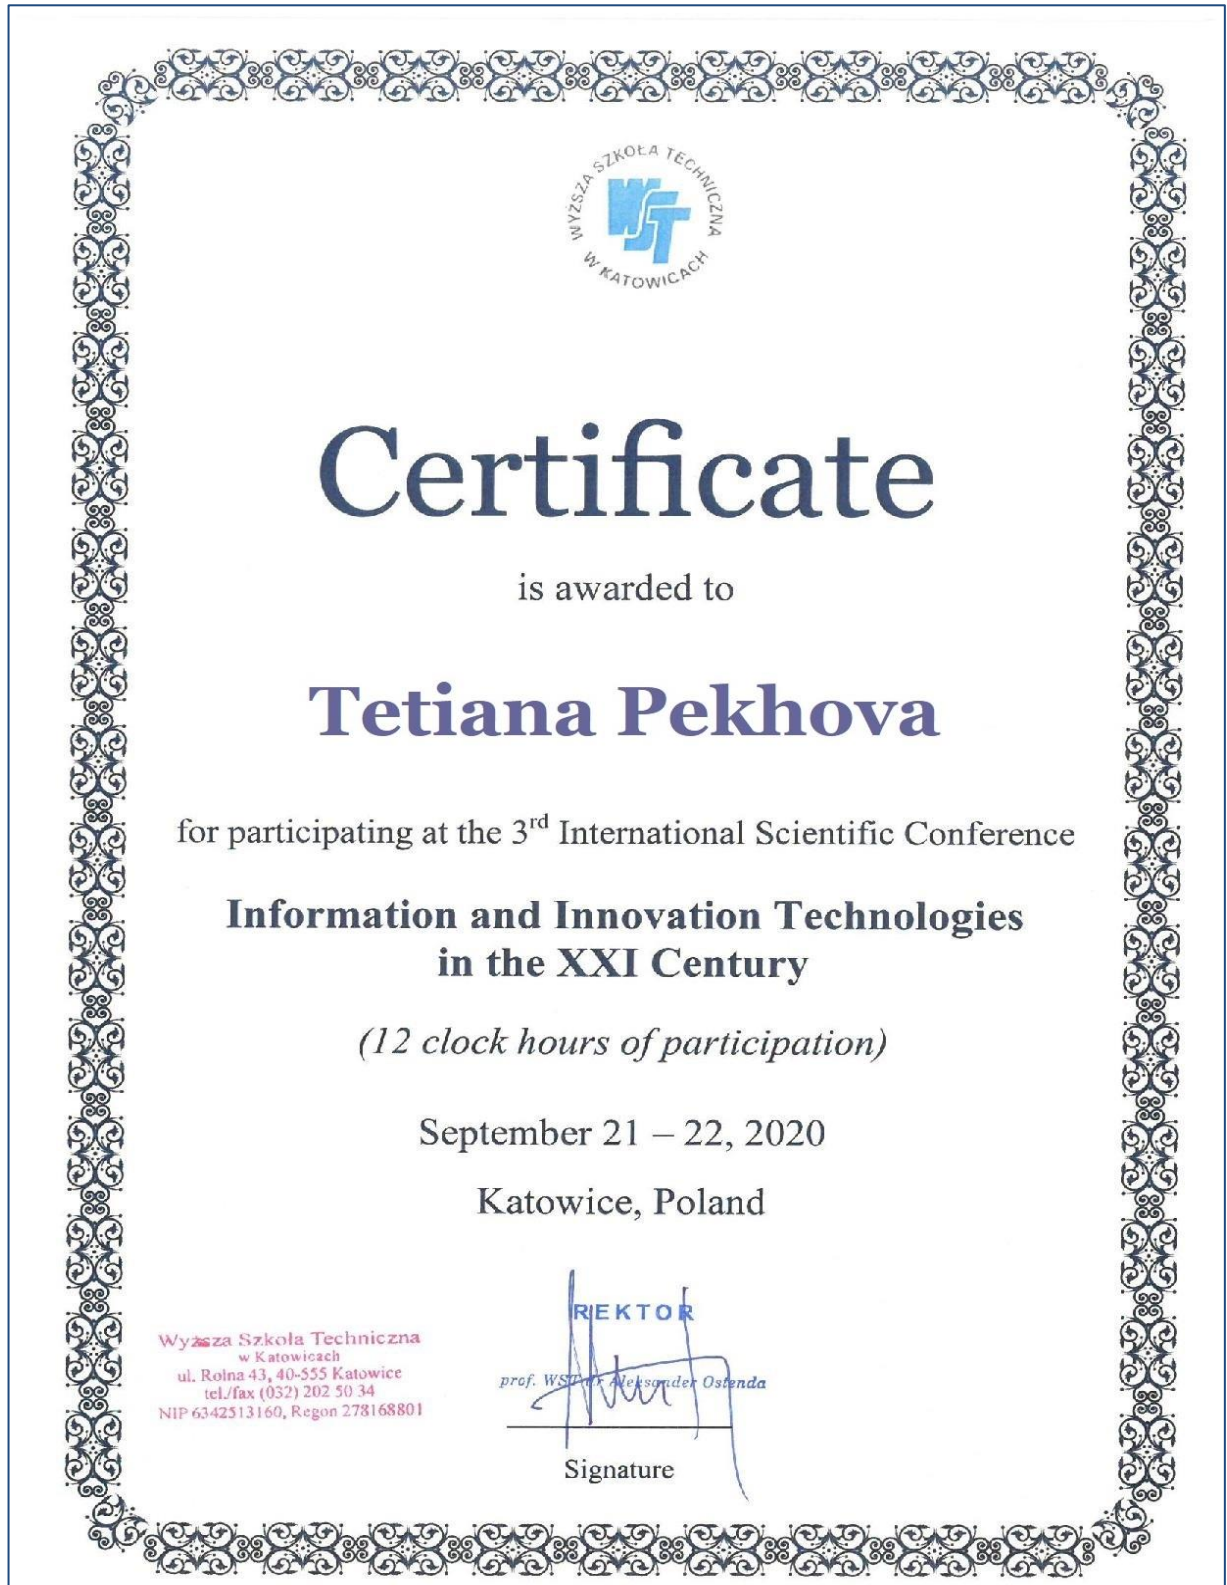 WYŻSZA SZKOŁA TECHNICZNA
W KATOWICACH
WST
Certificate
is awarded to
Tetiana Pekhova
for participating at the 3rd International Scientific Conference
Information and Innovation Technologies
in the XXI Century
(12 clock hours of participation)
September 21 – 22, 2020
Katowice, Poland
REKTOR
prof. WST dr Aleksander Ostenda
Signature
Wyższa Szkoła Techniczna
w Katowicach
ul. Rolna 43, 40-555 Katowice
tel./fax (032) 202 50 34
NIP 6342513160, Regon 278168801